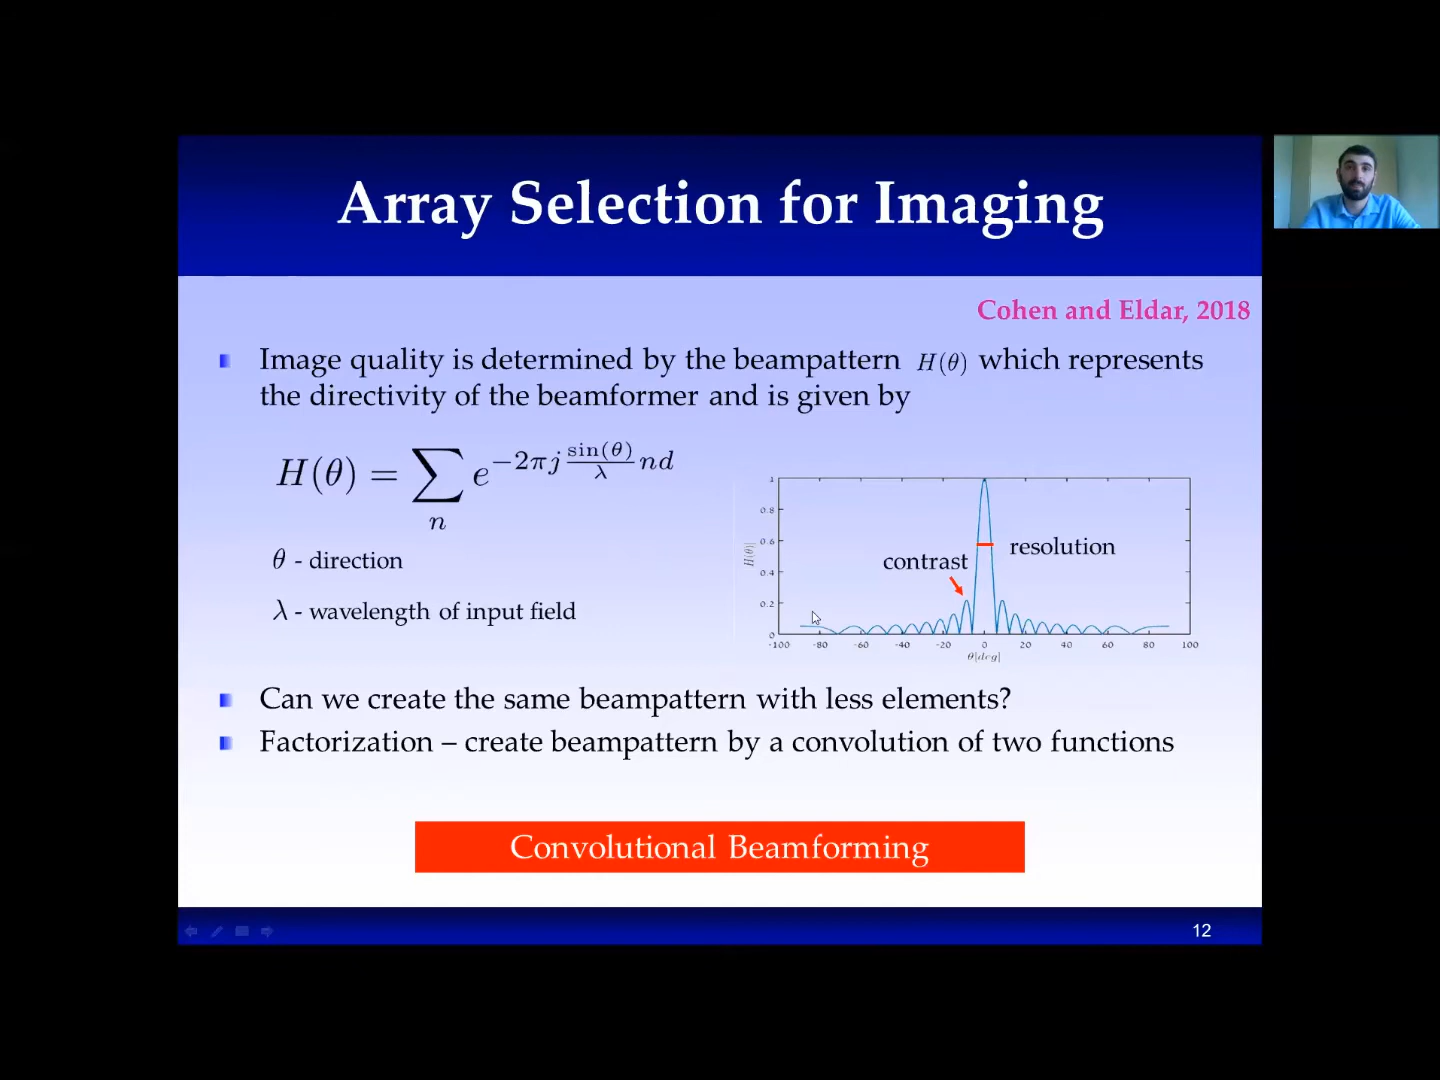 Array Selection for Imaging
Cohen and Eldar, 2018
Image quality is determined by the beampattern H(θ) which represents
the directivity of the beamformer and is given by
H(θ) = ∑ₙ e^{−2πj (sin(θ)/λ) nd}
θ - direction
λ - wavelength of input field
1
0.8
0.6
0.4
0.2
0
|H(θ)|
contrast
resolution
-100 -80 -60 -40 -20 0 20 40 60 80 100
θ[deg]
Can we create the same beampattern with less elements?
Factorization – create beampattern by a convolution of two functions
Convolutional Beamforming
12